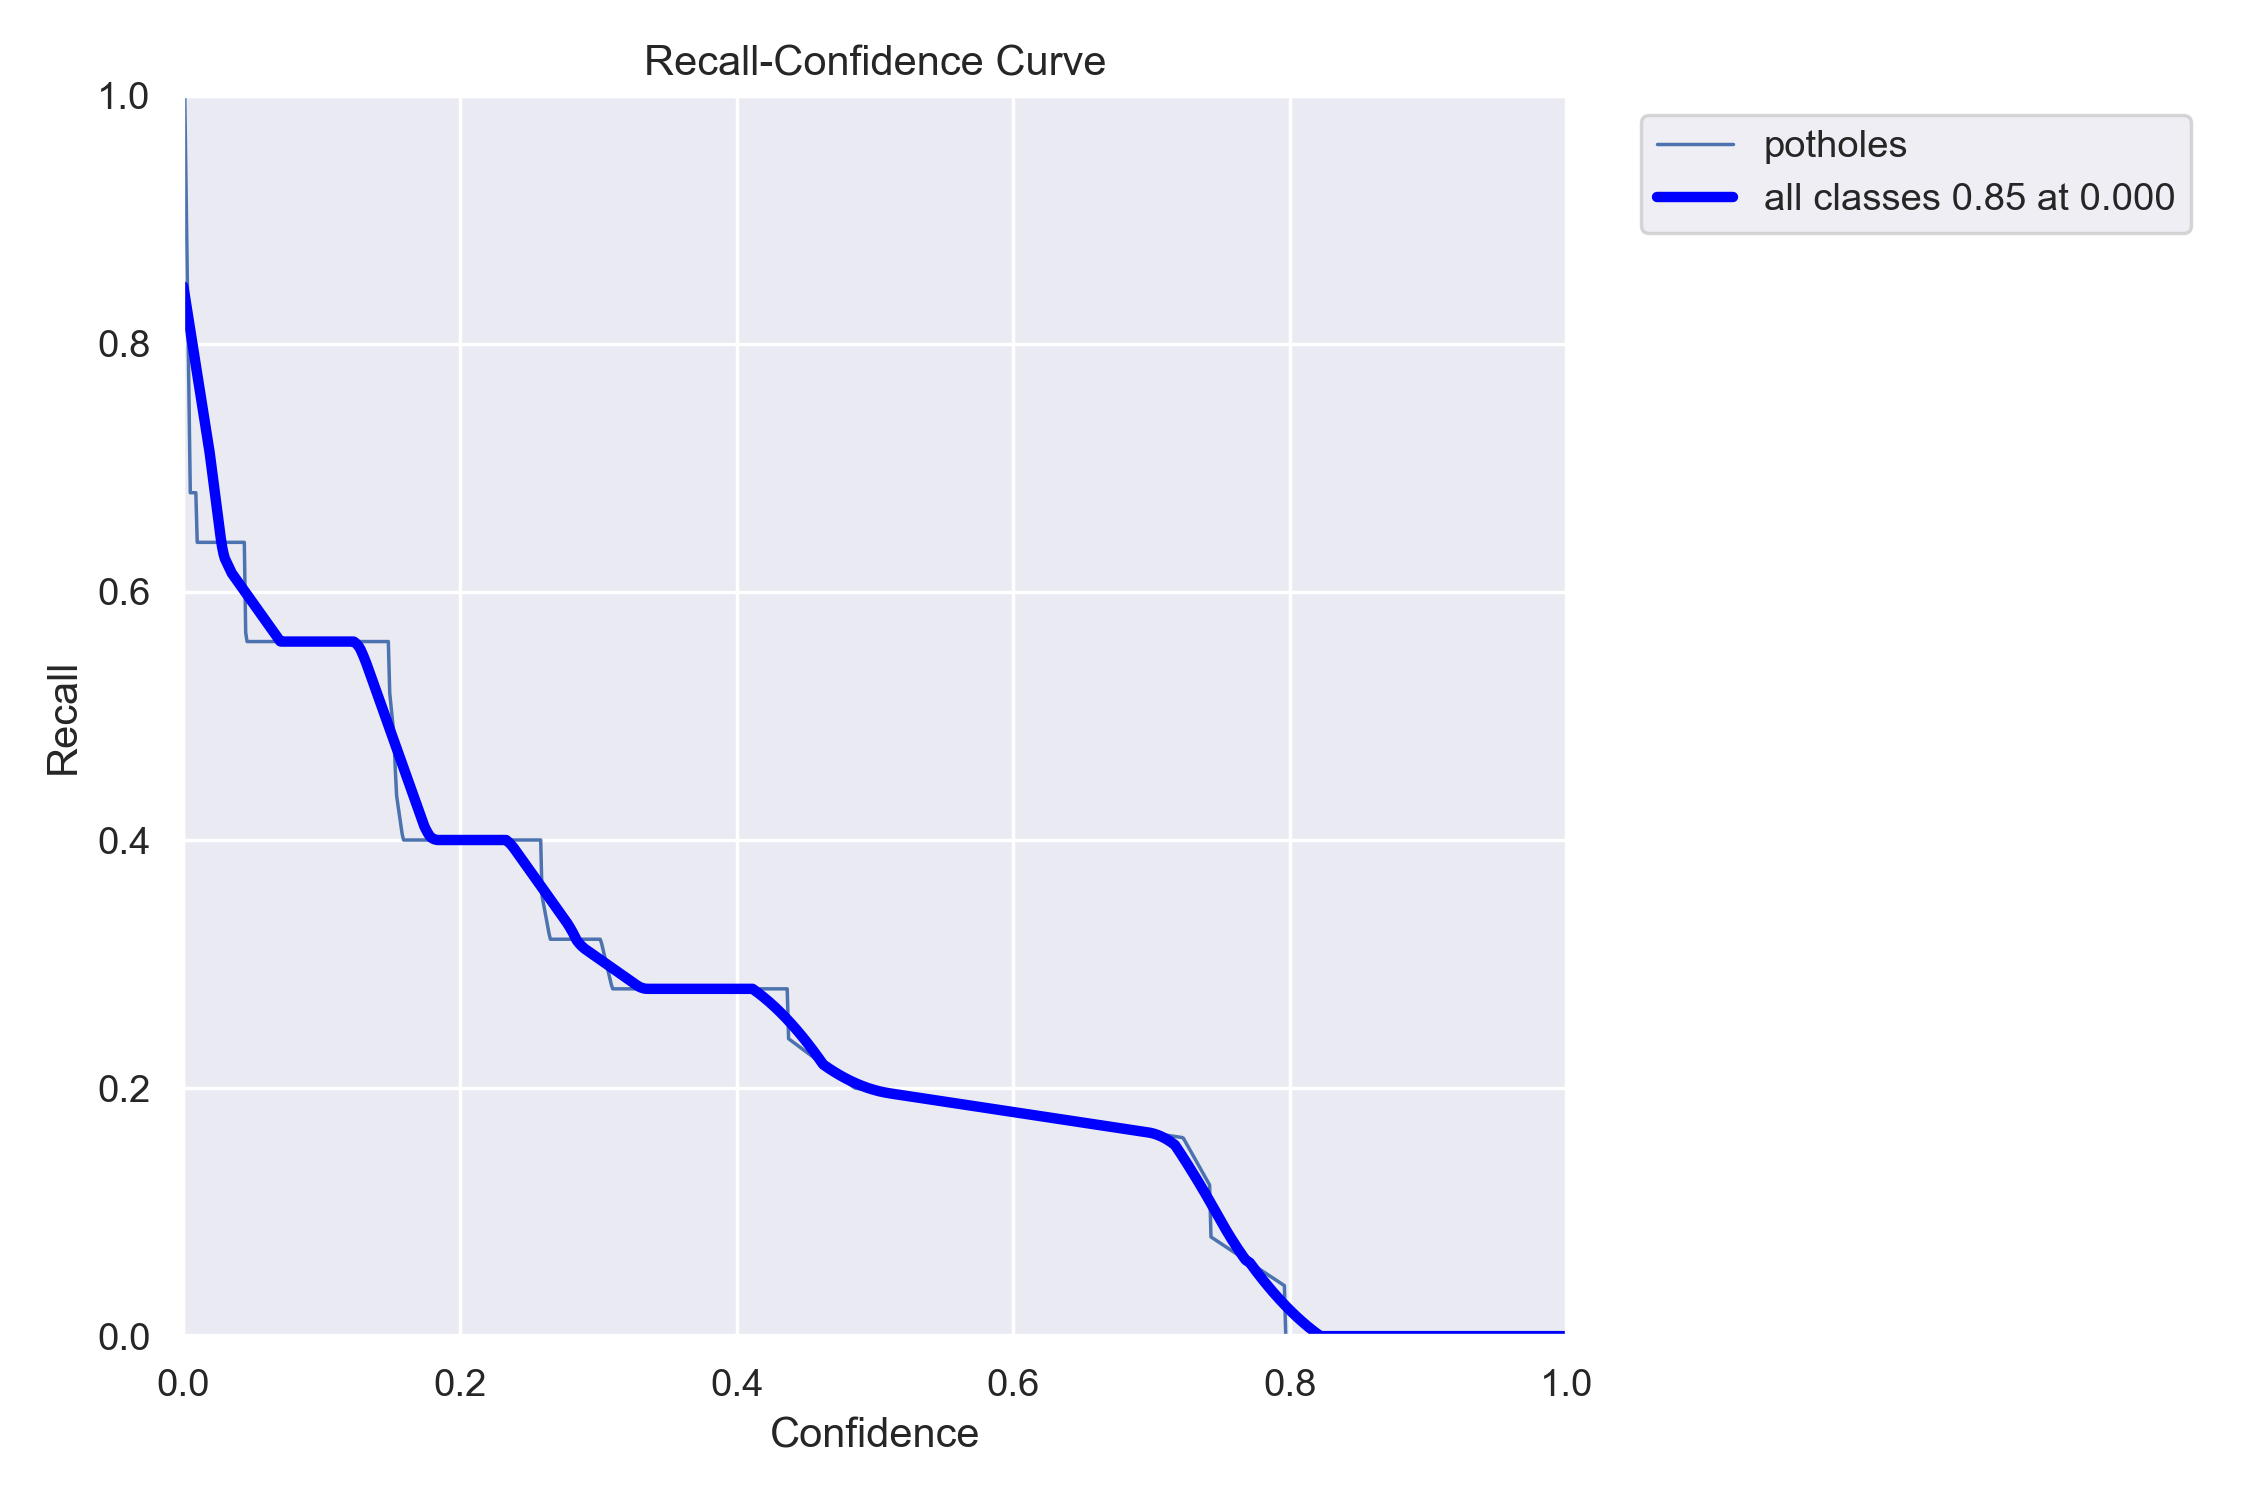 Recall-Confidence Curve
1.0
0.8
0.6
0.4
0.2
0.0
Recall
0.0 0.2 0.4 0.6 0.8 1.0
Confidence
potholes
all classes 0.85 at 0.000